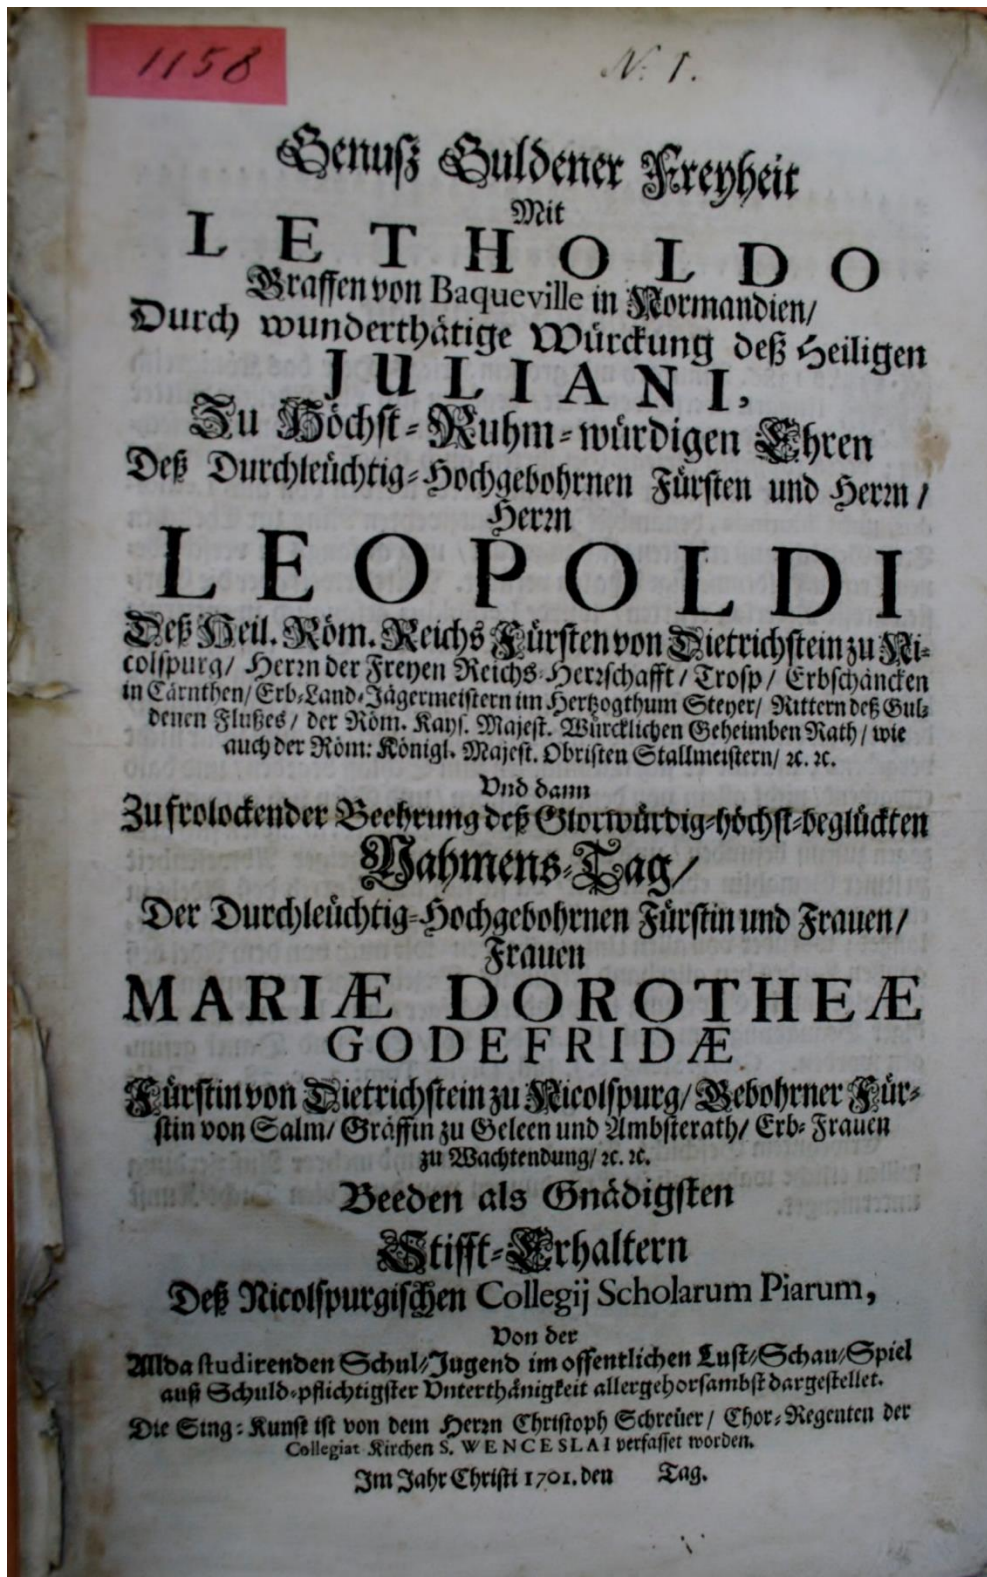 1158
N. 1.
Genusz Guldener Freyheit
Mit
LETHOLDO
Graffen von Baqueville in Normandien/
Durch wunderthätige Würckung deß Heiligen
JULIANI,
Zu Höchst-Ruhm-würdigen Ehren
Deß Durchleüchtig-Hochgebohrnen Fürsten und Herrn/
Herrn
LEOPOLDI
Deß Heil. Röm. Reichs Fürsten von Dietrichstein zu Ni-
colspurg/ Herrn der Freyen Reichs-Herrschafft/ Trosp/ Erbschäncken
in Cärnthen/ Erb-Land-Jägermeistern im Hertzogthum Steyer/ Rittern deß Gul-
denen Flußes/ der Röm. Kays. Majest. Würcklichen Geheimben Rath/ wie
auch der Röm: Königl. Majest. Obristen Stallmeistern/ ꝛc. ꝛc.
Vnd dann
Zu frolockender Beehrung deß Glorwürdig-höchst-beglückten
Nahmens-Tag/
Der Durchleüchtig-Hochgebohrnen Fürstin und Frauen/
Frauen
MARIÆ DOROTHEÆ
GODEFRIDÆ
Fürstin von Dietrichstein zu Nicolspurg/ Gebohrner Für-
stin von Salm/ Gräffin zu Geleen und Ambsterath/ Erb-Frauen
zu Wachtendung/ ꝛc. ꝛc.
Beeden als Gnädigsten
Stifft-Erhaltern
Deß Nicolspurgischen Collegij Scholarum Piarum,
Von der
Allda studirenden Schul-Jugend im offentlichen Lust-Schau-Spiel
auß Schuld-pflichtigster Vnterthänigkeit allergehorsambst dargestellet.
Die Sing-Kunst ist von dem Herrn Christoph Schreüer/ Chor-Regenten der
Collegiat Kirchen S. WENCESLAI verfasset worden.
Im Jahr Christi 1701. den Tag.